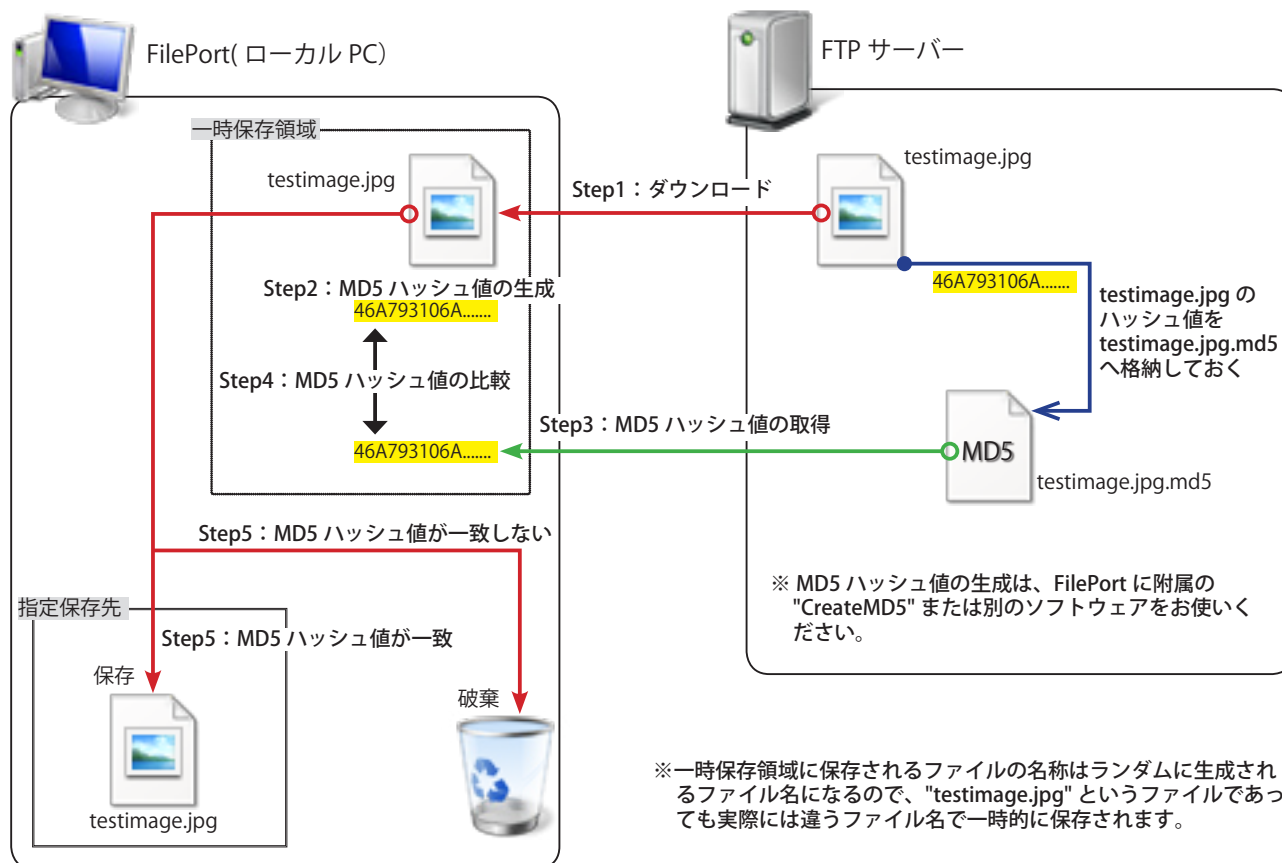 FilePort( ローカル PC）
FTP サーバー
一時保存領域
testimage.jpg
testimage.jpg
Step1：ダウンロード
Step2：MD5 ハッシュ値の生成
46A793106A.......
46A793106A.......
testimage.jpg の
ハッシュ値を
testimage.jpg.md5
へ格納しておく
Step4：MD5 ハッシュ値の比較
Step3：MD5 ハッシュ値の取得
46A793106A.......
MD5
testimage.jpg.md5
Step5：MD5 ハッシュ値が一致しない
※ MD5 ハッシュ値の生成は、FilePort に附属の
"CreateMD5" または別のソフトウェアをお使いく
ださい。
指定保存先
Step5：MD5 ハッシュ値が一致
保存
破棄
testimage.jpg
※一時保存領域に保存されるファイルの名称はランダムに生成され
るファイル名になるので、"testimage.jpg" というファイルであっ
ても実際には違うファイル名で一時的に保存されます。